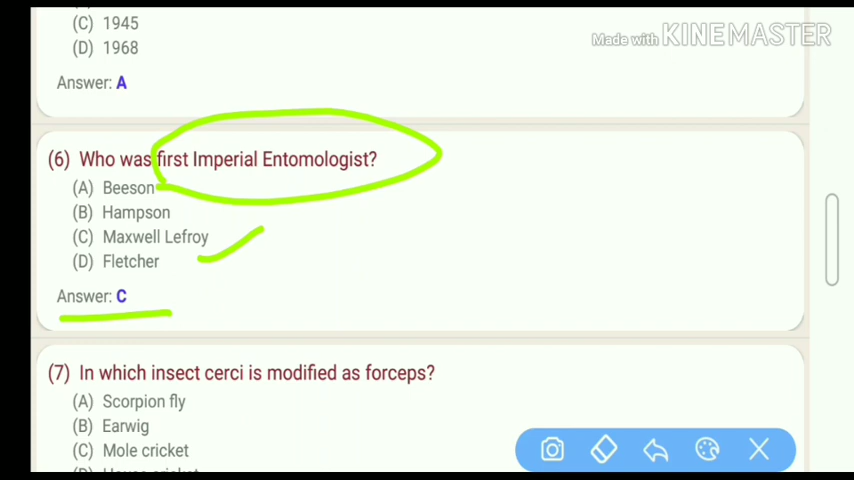 (C) 1945
(D) 1968
Made with KINEMASTER
Answer: A
(6) Who was first Imperial Entomologist?
(A) Beeson
(B) Hampson
(C) Maxwell Lefroy
(D) Fletcher
Answer: C
(7) In which insect cerci is modified as forceps?
(A) Scorpion fly
(B) Earwig
(C) Mole cricket